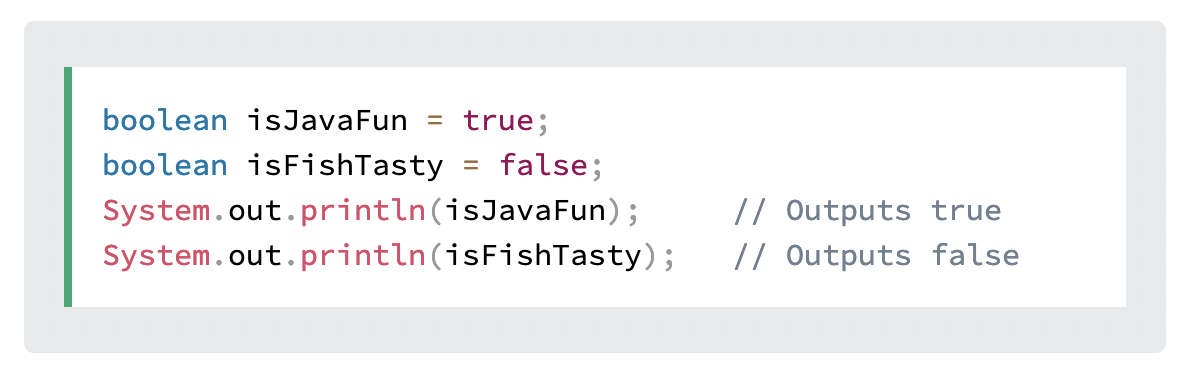 boolean isJavaFun = true;
boolean isFishTasty = false;
System.out.println(isJavaFun);     // Outputs true
System.out.println(isFishTasty);   // Outputs false